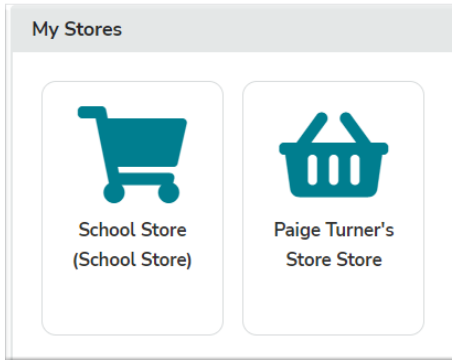 My Stores
School Store
(School Store)
Paige Turner's
Store Store